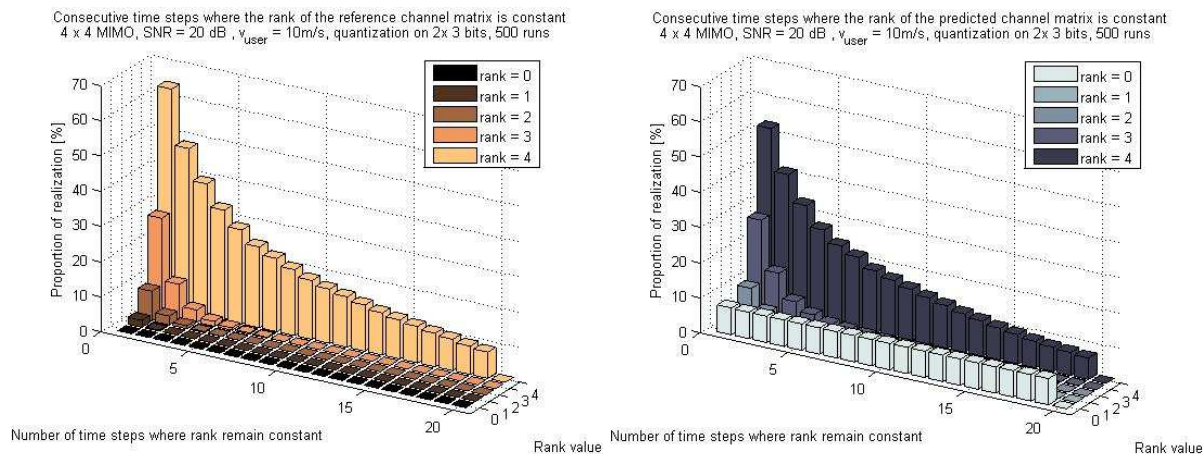 Consecutive time steps where the rank of the reference channel matrix is constant
4 x 4 MIMO, SNR = 20 dB , v_user = 10m/s, quantization on 2x 3 bits, 500 runs
rank = 0
rank = 1
rank = 2
rank = 3
rank = 4
Proportion of realization [%]
70
60
50
40
30
20
10
0
0
5
10
15
20
0
1
2
3
4
Number of time steps where rank remain constant
Rank value
Consecutive time steps where the rank of the predicted channel matrix is constant
4 x 4 MIMO, SNR = 20 dB , v_user = 10m/s, quantization on 2x 3 bits, 500 runs
rank = 0
rank = 1
rank = 2
rank = 3
rank = 4
Proportion of realization [%]
70
60
50
40
30
20
10
0
0
5
10
15
20
0
1
2
3
4
Number of time steps where rank remain constant
Rank value